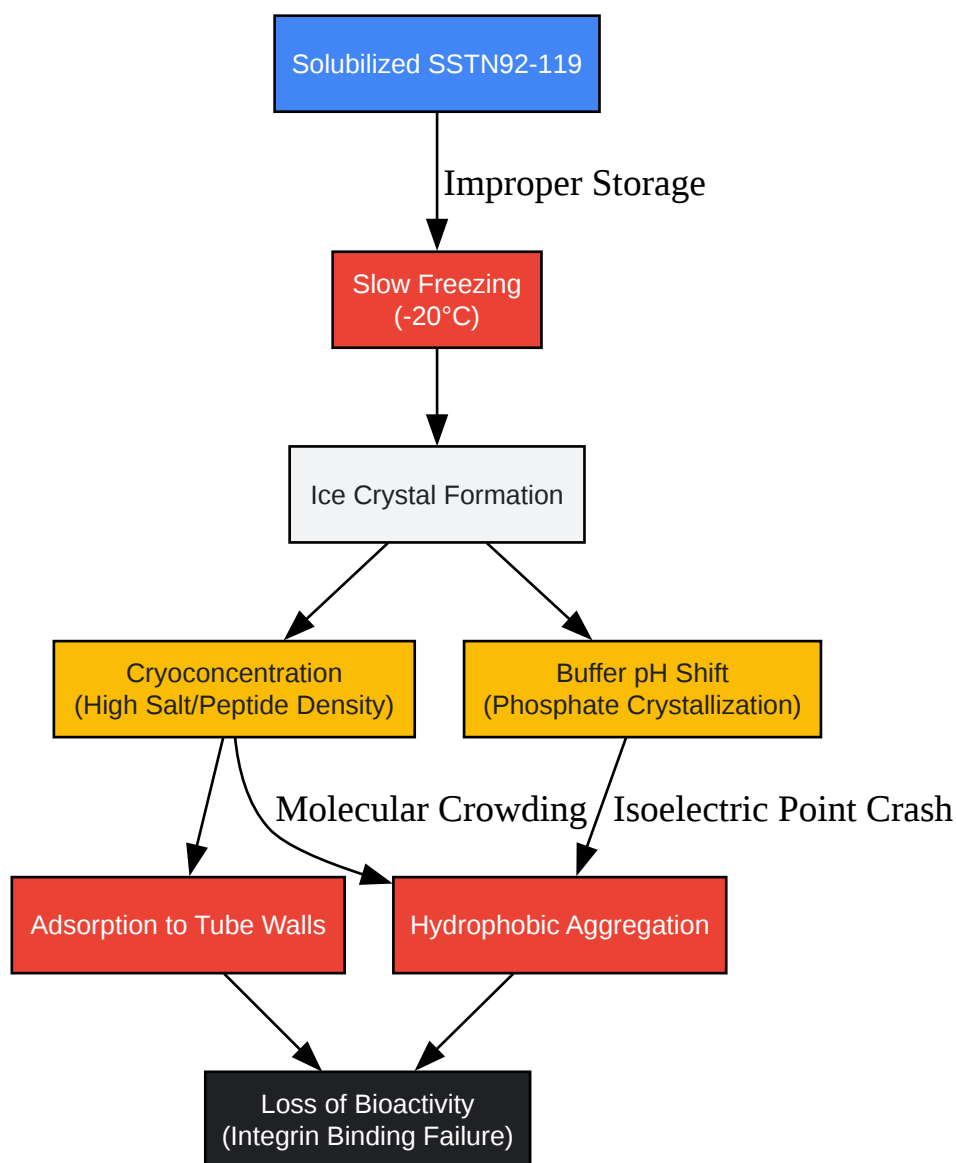 Solubilized SSTN92-119
Improper Storage
Slow Freezing
(-20°C)
Ice Crystal Formation
Cryoconcentration
(High Salt/Peptide Density)
Buffer pH Shift
(Phosphate Crystallization)
Molecular Crowding
Isoelectric Point Crash
Adsorption to Tube Walls
Hydrophobic Aggregation
Loss of Bioactivity
(Integrin Binding Failure)